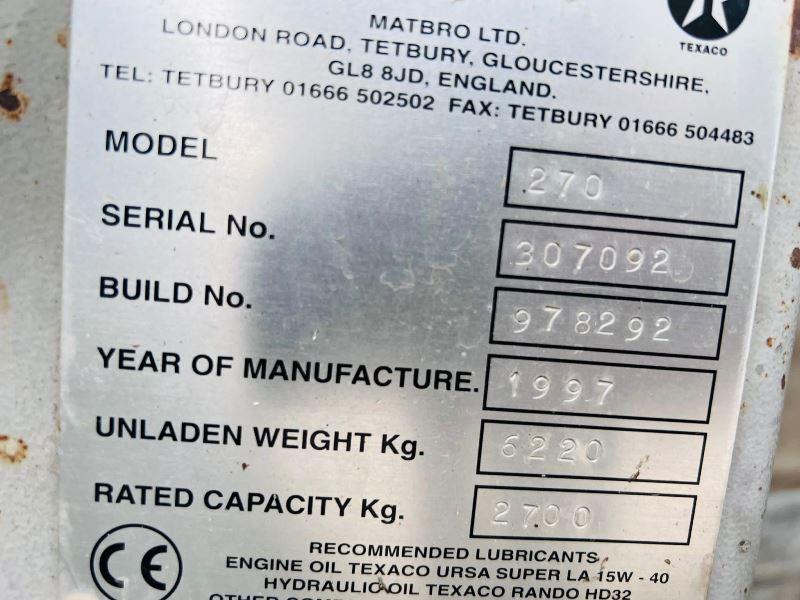 MATBRO LTD.
TEXACO
LONDON ROAD, TETBURY, GLOUCESTERSHIRE,
GL8 8JD, ENGLAND.
TEL: TETBURY 01666 502502 FAX: TETBURY 01666 504483
MODEL 270
SERIAL No. 307092
BUILD No. 978292
YEAR OF MANUFACTURE. 1997
UNLADEN WEIGHT Kg. 6220
RATED CAPACITY Kg. 2700
CE
RECOMMENDED LUBRICANTS
ENGINE OIL TEXACO URSA SUPER LA 15W - 40
HYDRAULIC OIL TEXACO RANDO HD32